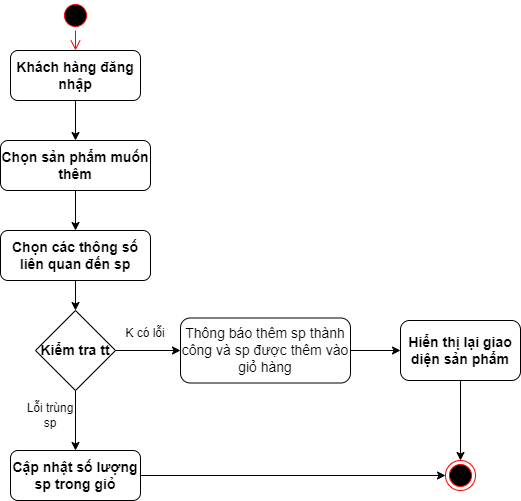 Khách hàng đăng
nhập
Chọn sản phẩm muốn
thêm
Chọn các thông số
liên quan đến sp
Kiểm tra tt
K có lỗi
Thông báo thêm sp thành
công và sp được thêm vào
giỏ hàng
Hiển thị lại giao
diện sản phẩm
Lỗi trùng
sp
Cập nhật số lượng
sp trong giỏ